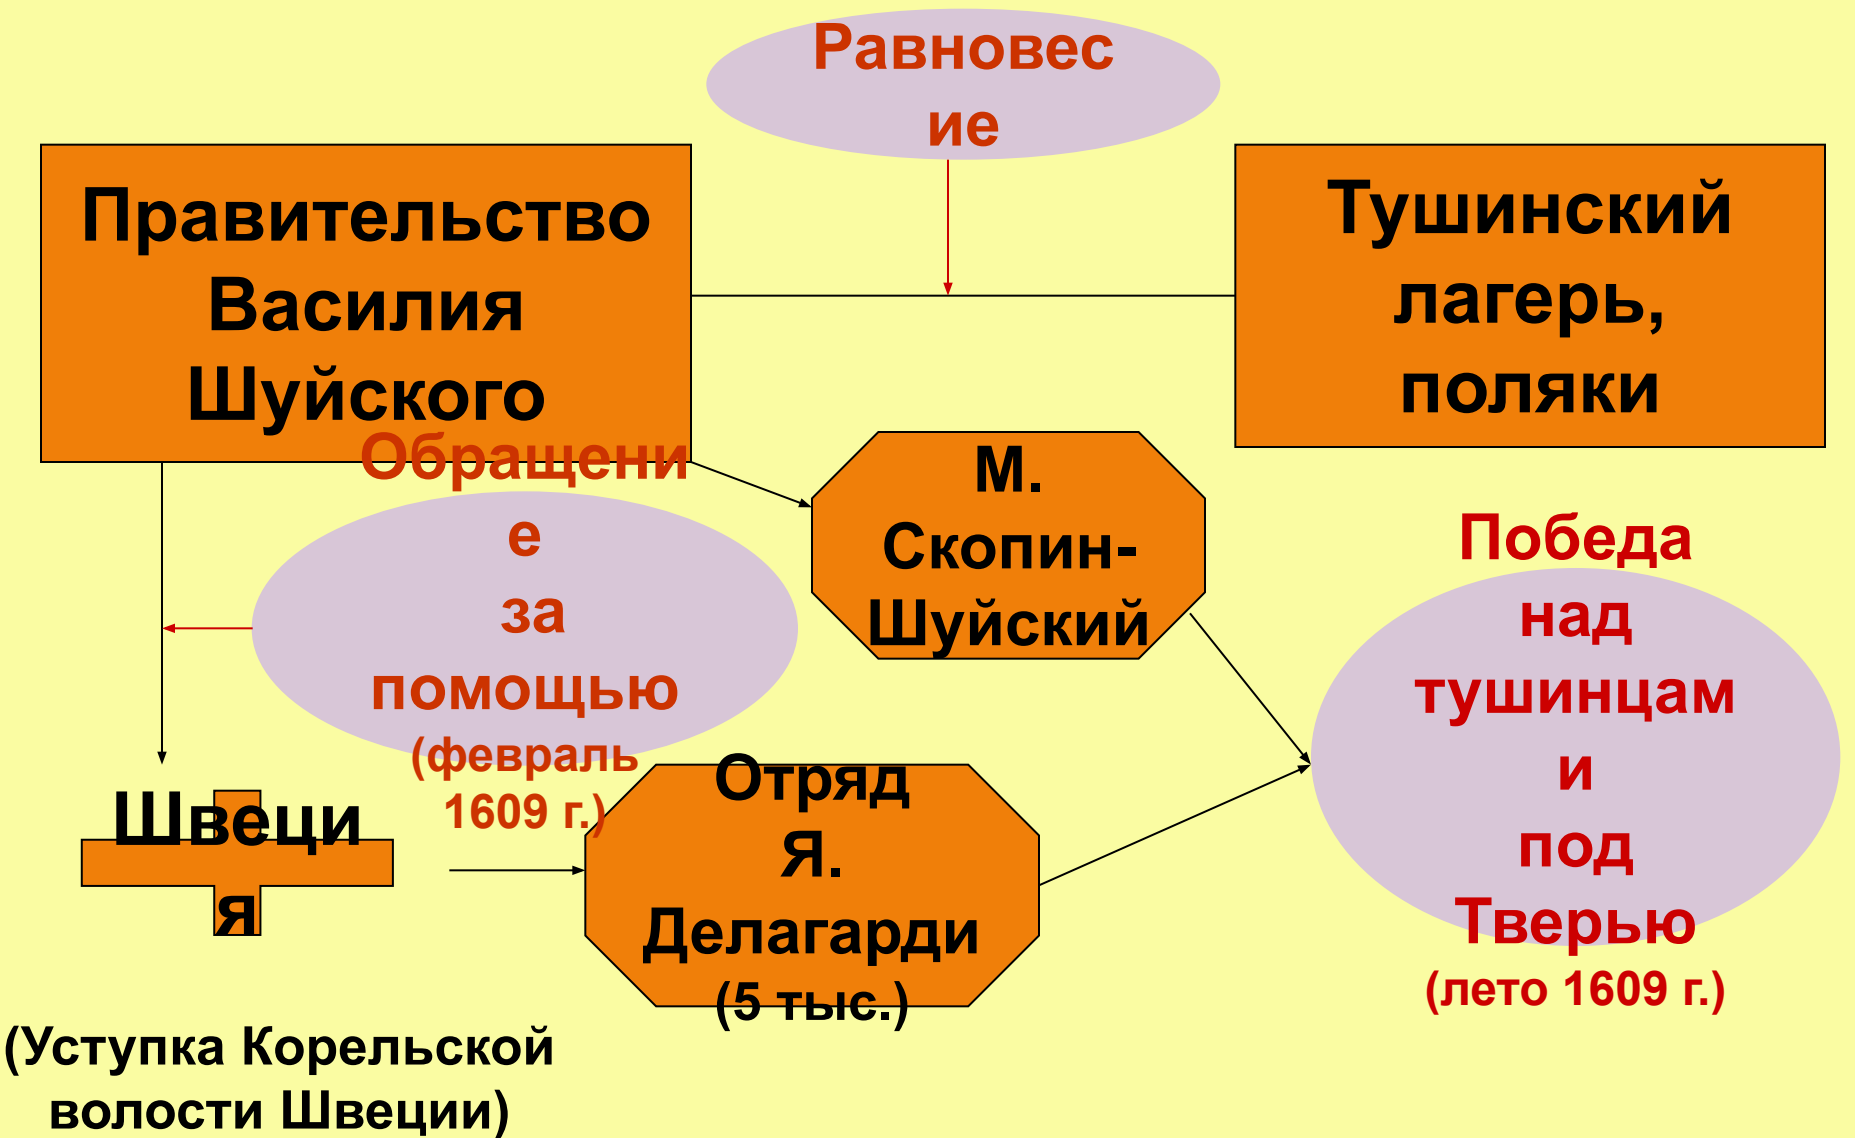 Равновес
ие
Правительство
Василия
Шуйского
Тушинский
лагерь,
поляки
Обращени
е
за
помощью
(февраль
1609 г.)
М.
Скопин-
Шуйский
Победа
над
тушинцам
и
под
Тверью
(лето 1609 г.)
Швеци
я
Отряд
Я.
Делагарди
(5 тыс.)
(Уступка Корельской
волости Швеции)